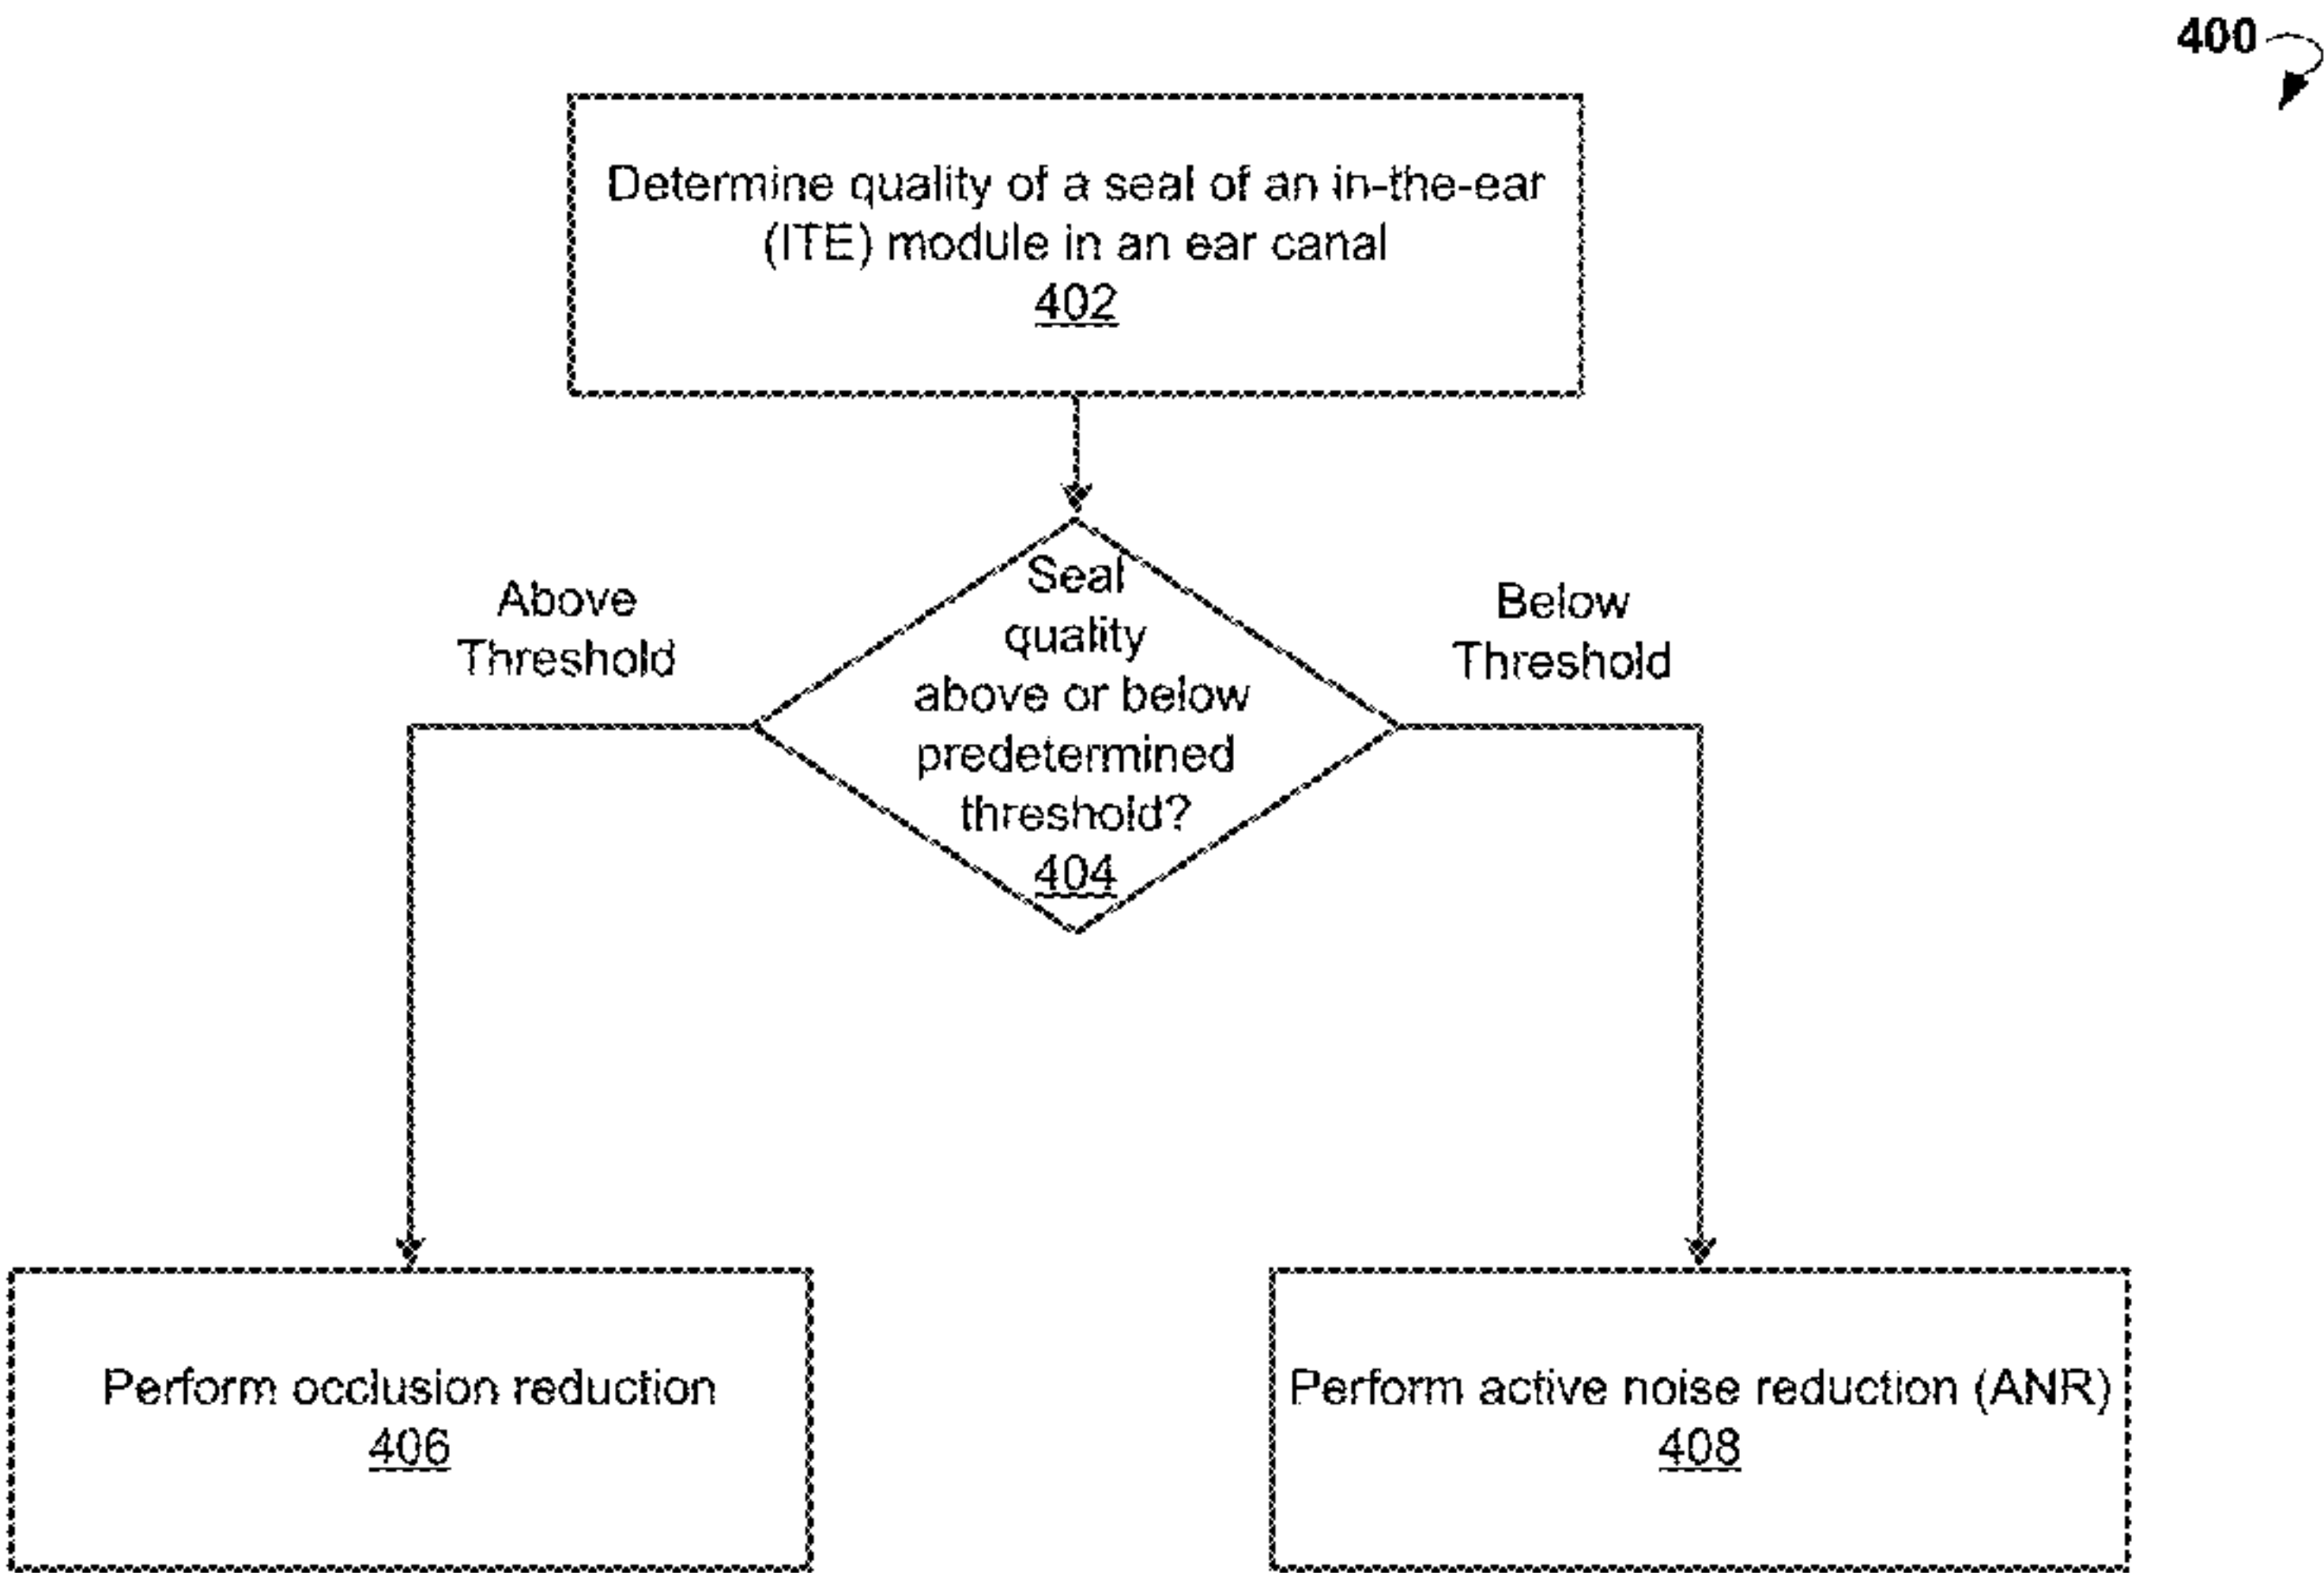 400
Determine quality of a seal of an in-the-ear
(ITE) module in an ear canal
402
Seal
quality
above or below
predetermined
threshold?
404
Above
Threshold
Below
Threshold
Perform occlusion reduction
406
Perform active noise reduction (ANR)
408